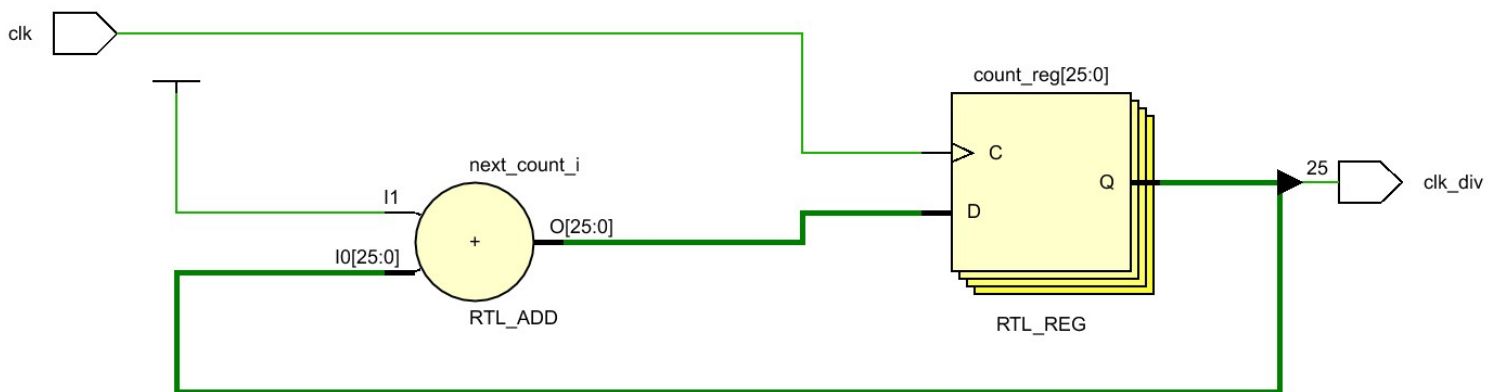 clk
count_reg[25:0]
next_count_i
C
I1
25
Q
clk_div
D
O[25:0]
+
I0[25:0]
RTL_ADD
RTL_REG